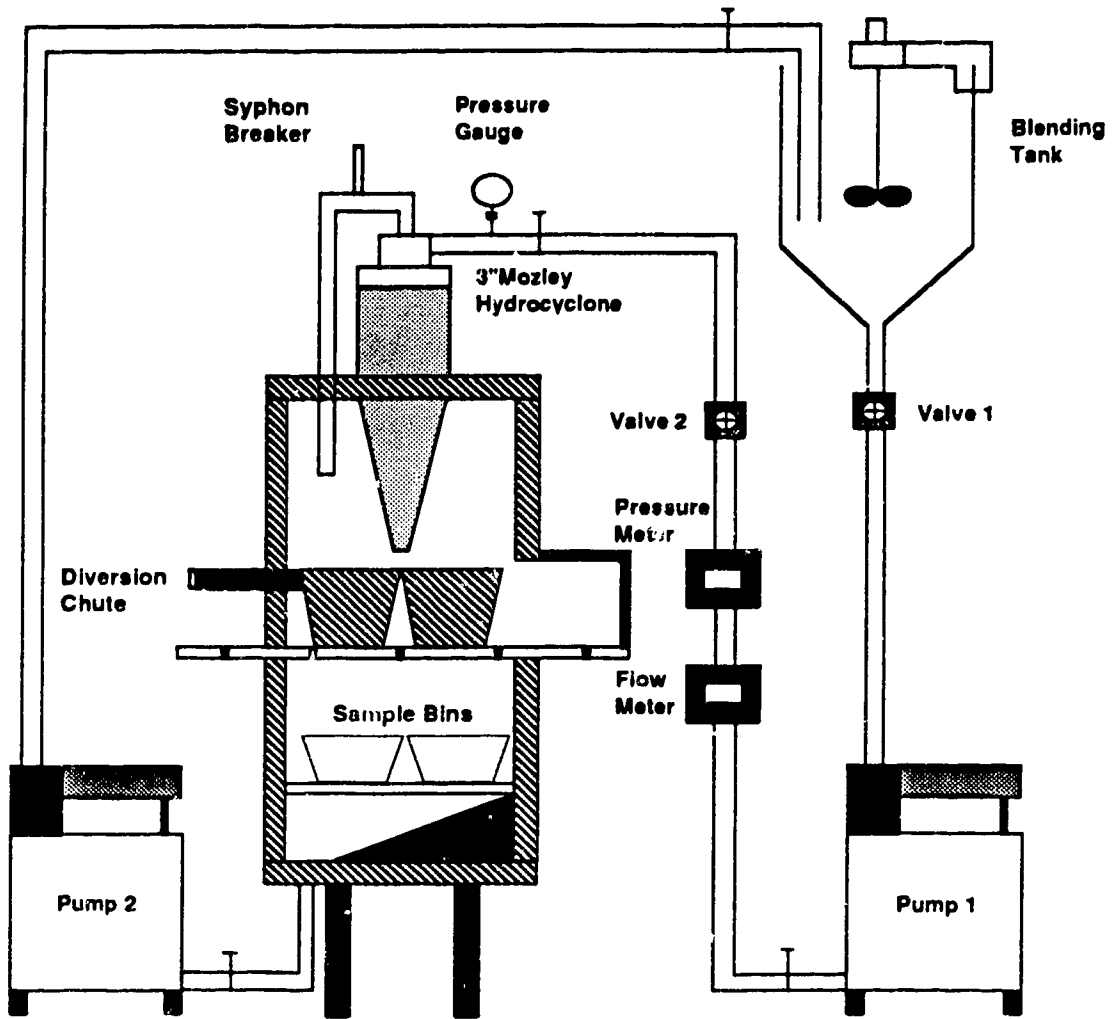 Syphon
Breaker
Pressure
Gauge
Blending
Tank
3"Mozley
Hydrocyclone
Valve 2
Valve 1
Pressure
Meter
Diversion
Chute
Flow
Meter
Sample Bins
Pump 2
Pump 1